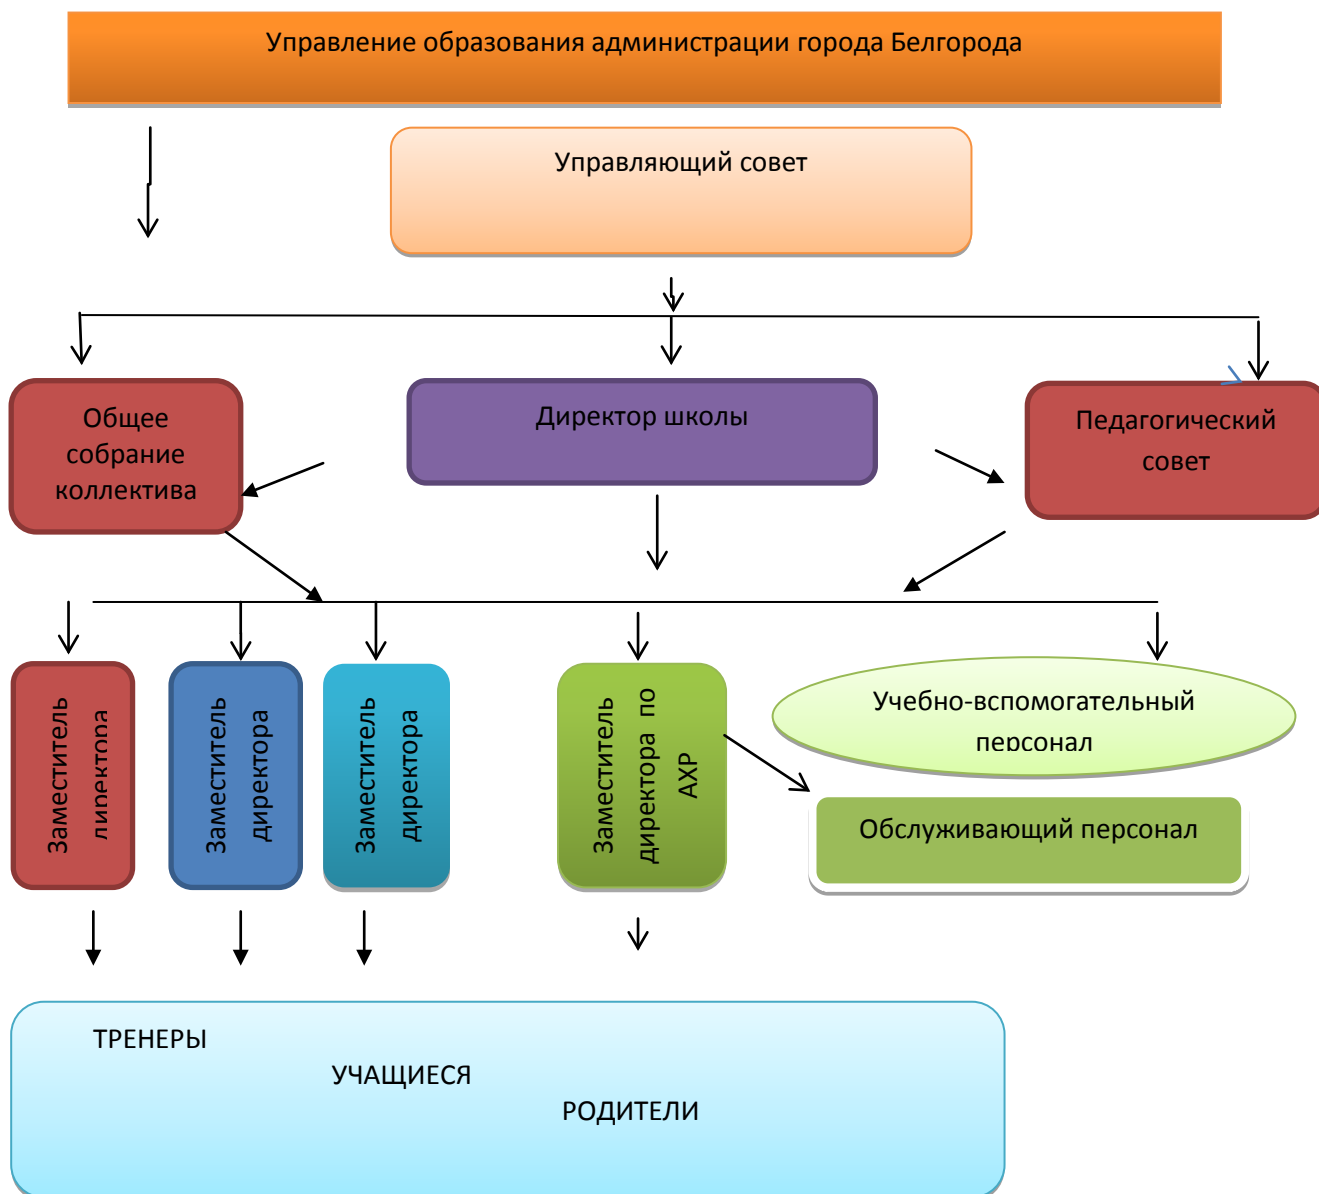 Управление образования администрации города Белгорода
Управляющий совет
Общее
собрание
коллектива
Директор школы
Педагогический
совет
Заместитель
директора
Заместитель
директора
Заместитель
директора
Заместитель
директора по
АХР
Учебно-вспомогательный
персонал
Обслуживающий персонал
ТРЕНЕРЫ
УЧАЩИЕСЯ
РОДИТЕЛИ